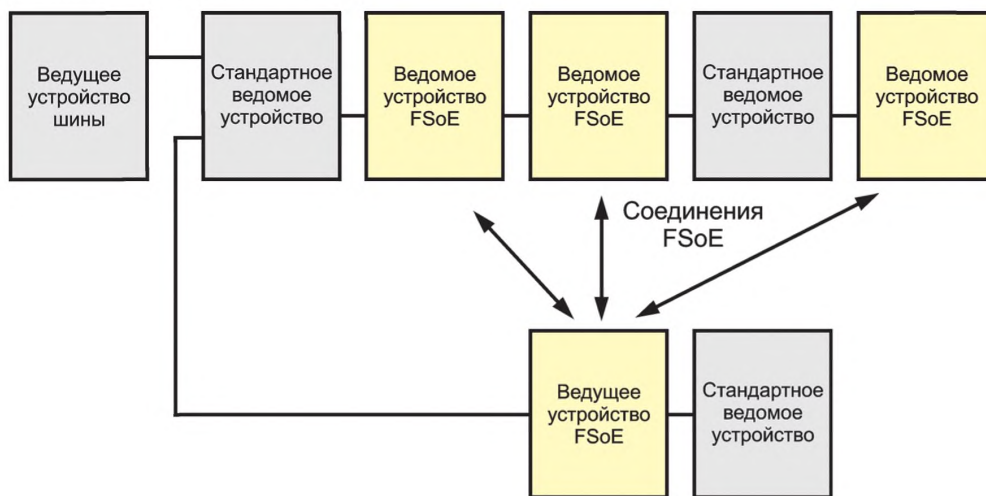 Ведущее
устройство
шины
Стандартное
ведомое
устройство
Ведомое
устройство
FSoE
Ведомое
устройство
FSoE
Стандартное
ведомое
устройство
Ведомое
устройство
FSoE
Соединения
FSoE
Ведущее
устройство
FSoE
Стандартное
ведомое
устройство